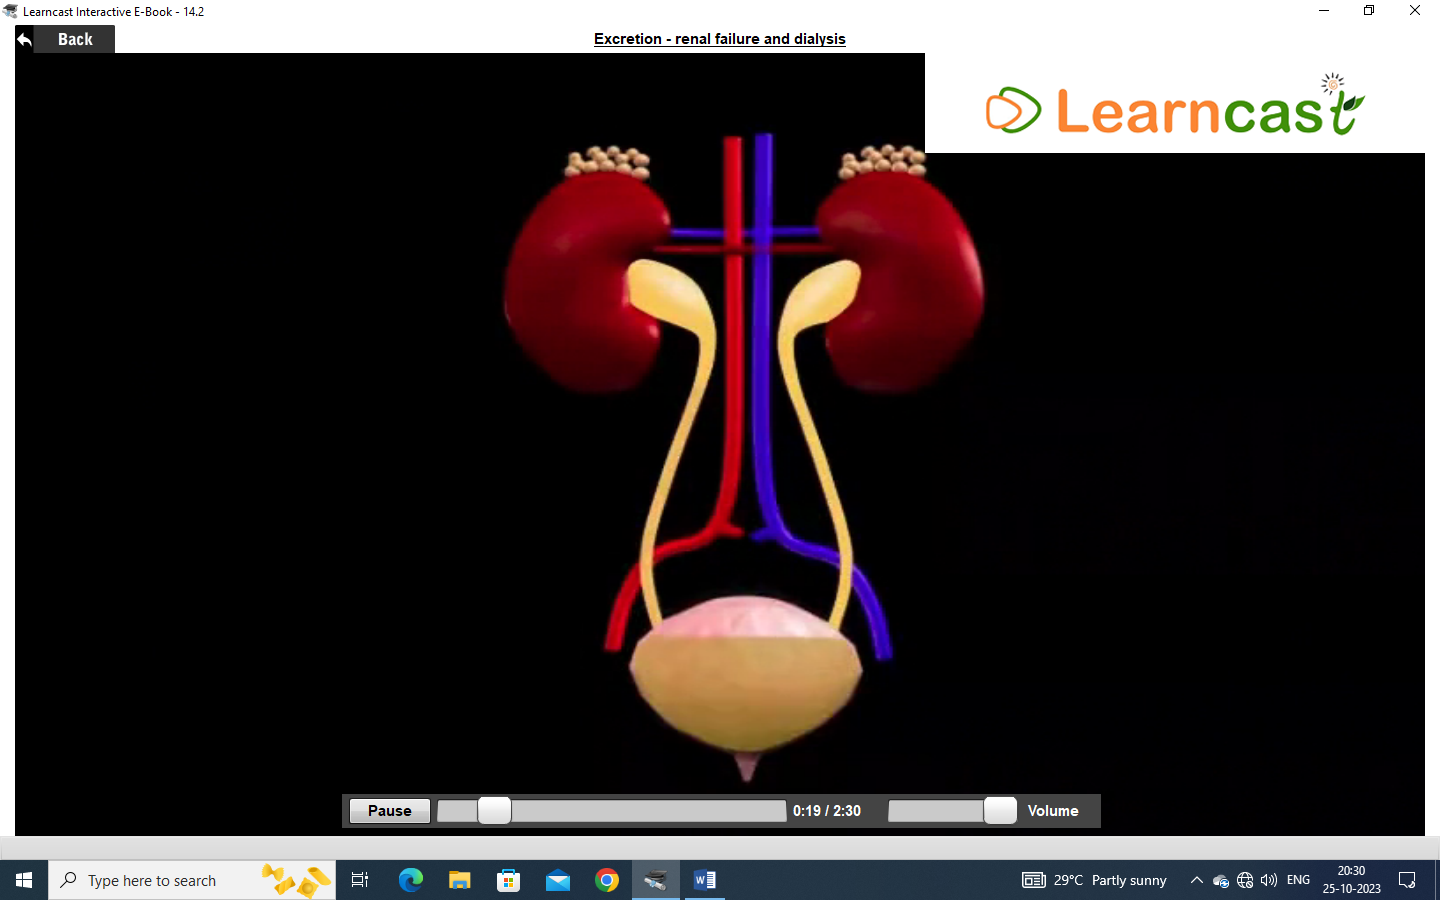 Learncast Interactive E-Book - 14.2
Back
Excretion - renal failure and dialysis
Learncast
Pause
0:19 / 2:30
Volume
Type here to search
29°C Partly sunny
ENG
20:30
25-10-2023